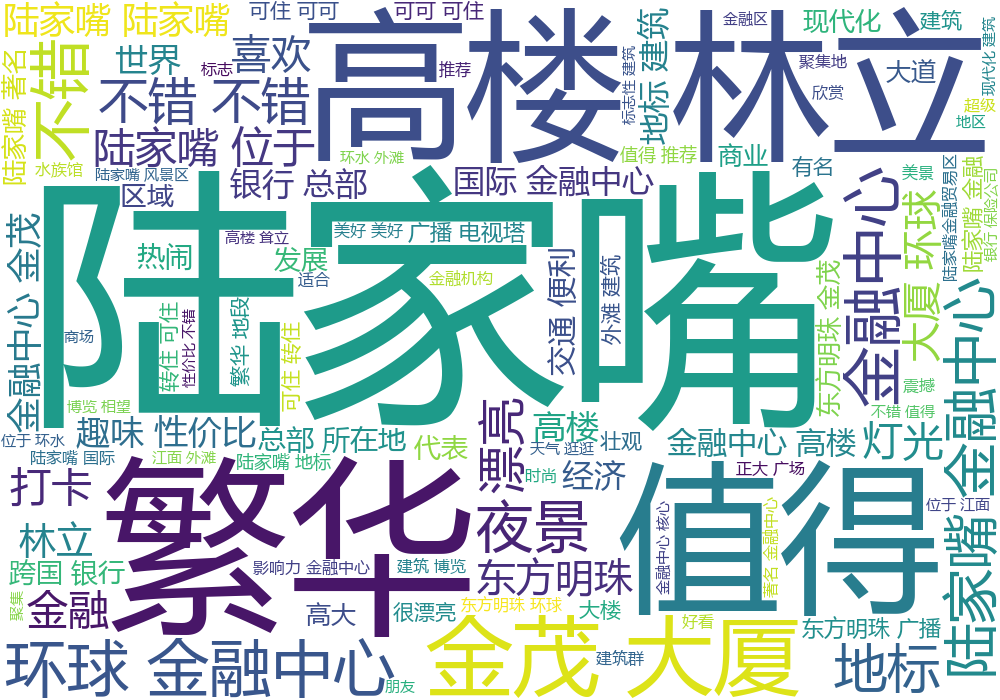 陆家嘴 陆家嘴
可住 可可
可可 可住
金融区
现代化
建筑
现代化 建筑
不错
陆家嘴 著名
世界
标志
喜欢
高楼林立
推荐
标志性 建筑
地标 建筑
聚集地
大道
欣赏
超级
地区
不错 不错
水族馆
陆家嘴 位于
环水 外滩
值得 推荐
商业
有名
陆家嘴 风景区
区域
银行 总部
国际 金融中心
美景
陆家嘴金融贸易区
陆家嘴 金融
银行 保险公司
陆家嘴
金融中心 金茂
热闹
高楼 耸立
美好 美好
广播 电视塔
发展
适合
金融机构
交通 便利
外滩 建筑
东方明珠 金茂
金融中心
大厦 环球
金融中心
商场
转住 可住
性价比 不错
繁华 地段
可住 转住
震撼
博览 相望
不错 值得
位于 环水
趣味 性价比
总部 所在地
代表
漂亮
高楼
天气 逛逛
壮观
金融中心 高楼
灯光
陆家嘴 国际
江面 外滩
陆家嘴 地标
时尚
经济
正大 广场
打卡
繁华
夜景
值得
金融中心 核心
著名 金融中心
位于 江面
陆家嘴
林立
跨国 银行
影响力 金融中心
建筑 博览
东方明珠
聚集
金融
高大
很漂亮
东方明珠 环球
大楼
好看
东方明珠 广播
环球 金融中心
朋友
金茂 大厦
建筑群
地标